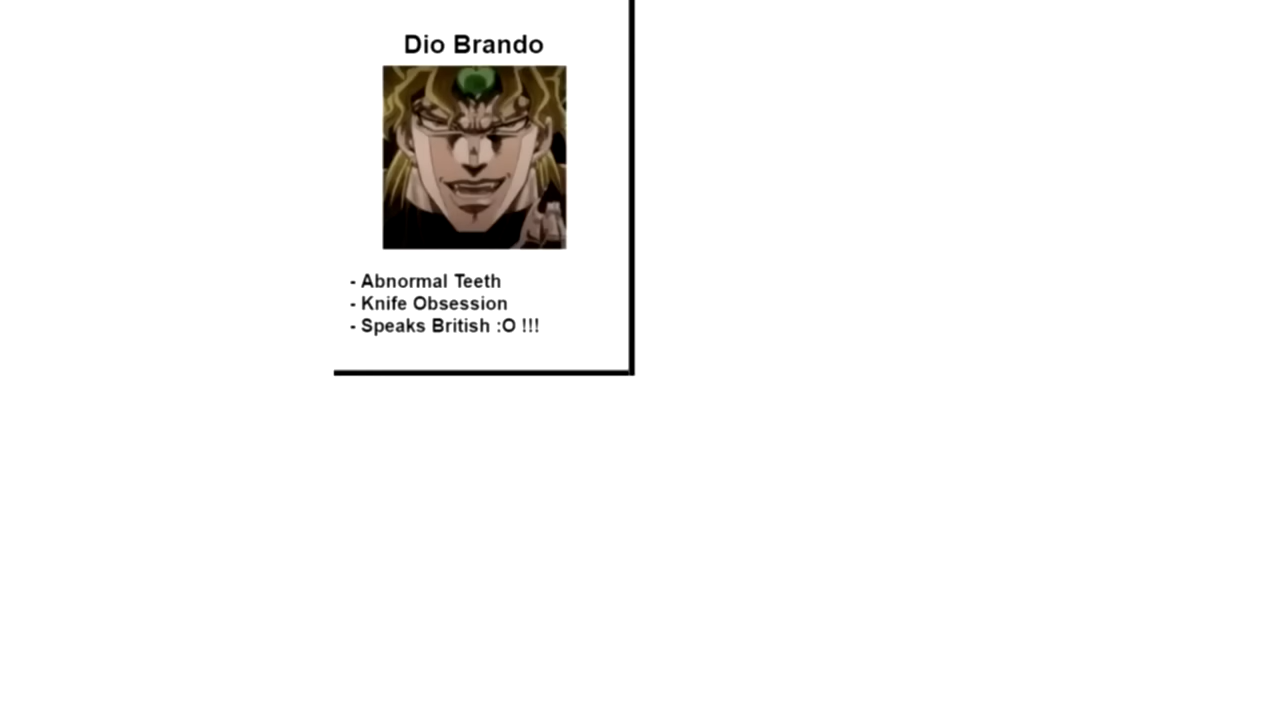 Dio Brando
- Abnormal Teeth
- Knife Obsession
- Speaks British :O !!!